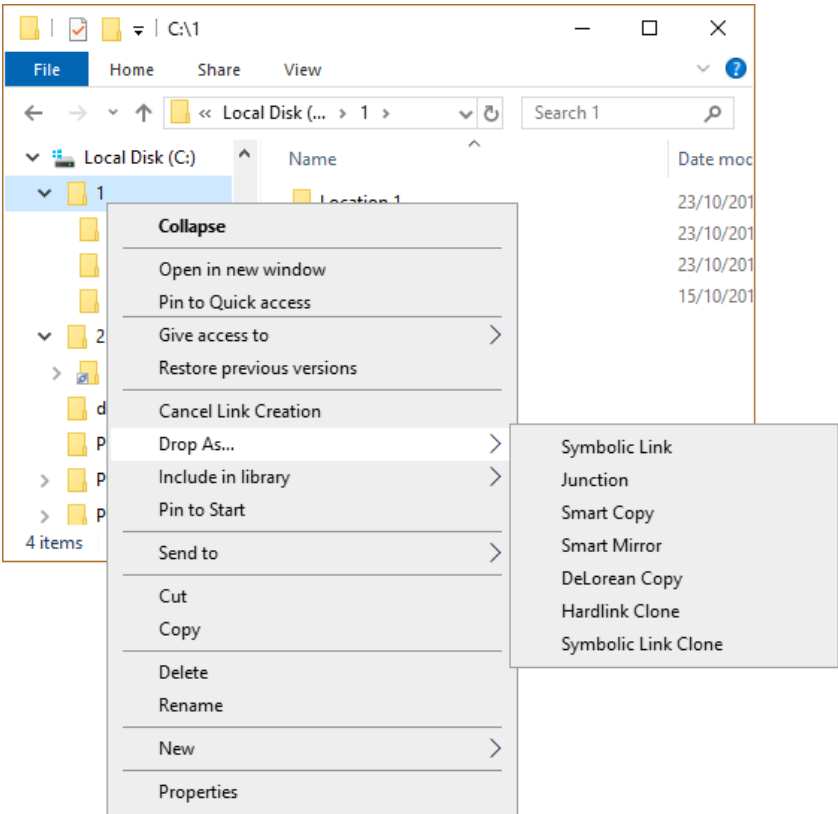 C:\1
File Home Share View
« Local Disk (... > 1 > Search 1
Local Disk (C:)
Name Date moc
1
Location 1
23/10/201
23/10/201
23/10/201
15/10/201
2
d
P
P
P
4 items
Collapse
Open in new window
Pin to Quick access
Give access to
Restore previous versions
Cancel Link Creation
Drop As...
Include in library
Pin to Start
Send to
Cut
Copy
Delete
Rename
New
Properties
Symbolic Link
Junction
Smart Copy
Smart Mirror
DeLorean Copy
Hardlink Clone
Symbolic Link Clone